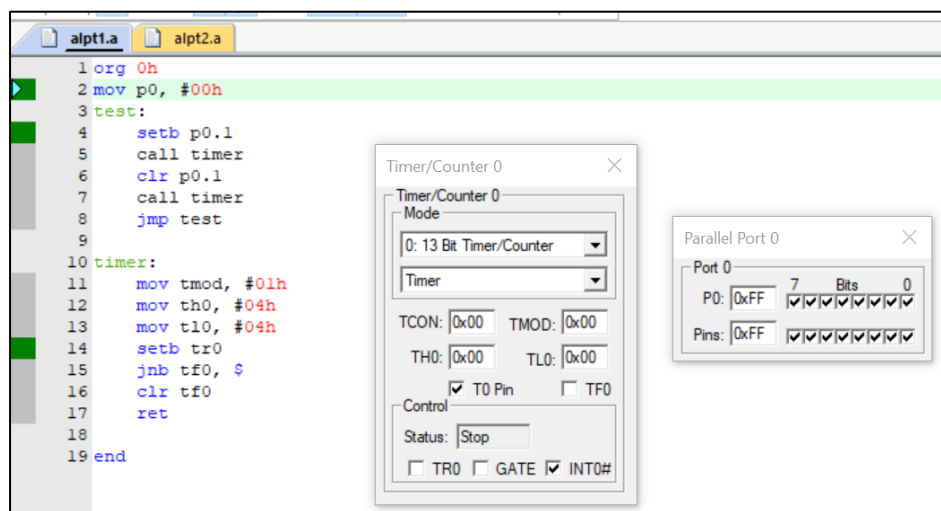 alpt1.a alpt2.a
1 org 0h
2 mov p0, #00h
3 test:
4 setb p0.1
5 call timer
6 clr p0.1
7 call timer
8 jmp test
9
10 timer:
11 mov tmod, #01h
12 mov th0, #04h
13 mov tl0, #04h
14 setb tr0
15 jnb tf0, $
16 clr tf0
17 ret
18
19 end
Timer/Counter 0
Timer/Counter 0
Mode
0: 13 Bit Timer/Counter
Timer
TCON: 0x00 TMOD: 0x00
TH0: 0x00 TL0: 0x00
T0 Pin TF0
Control
Status: Stop
TR0 GATE INT0#
Parallel Port 0
Port 0
7 Bits 0
P0: 0xFF
Pins: 0xFF